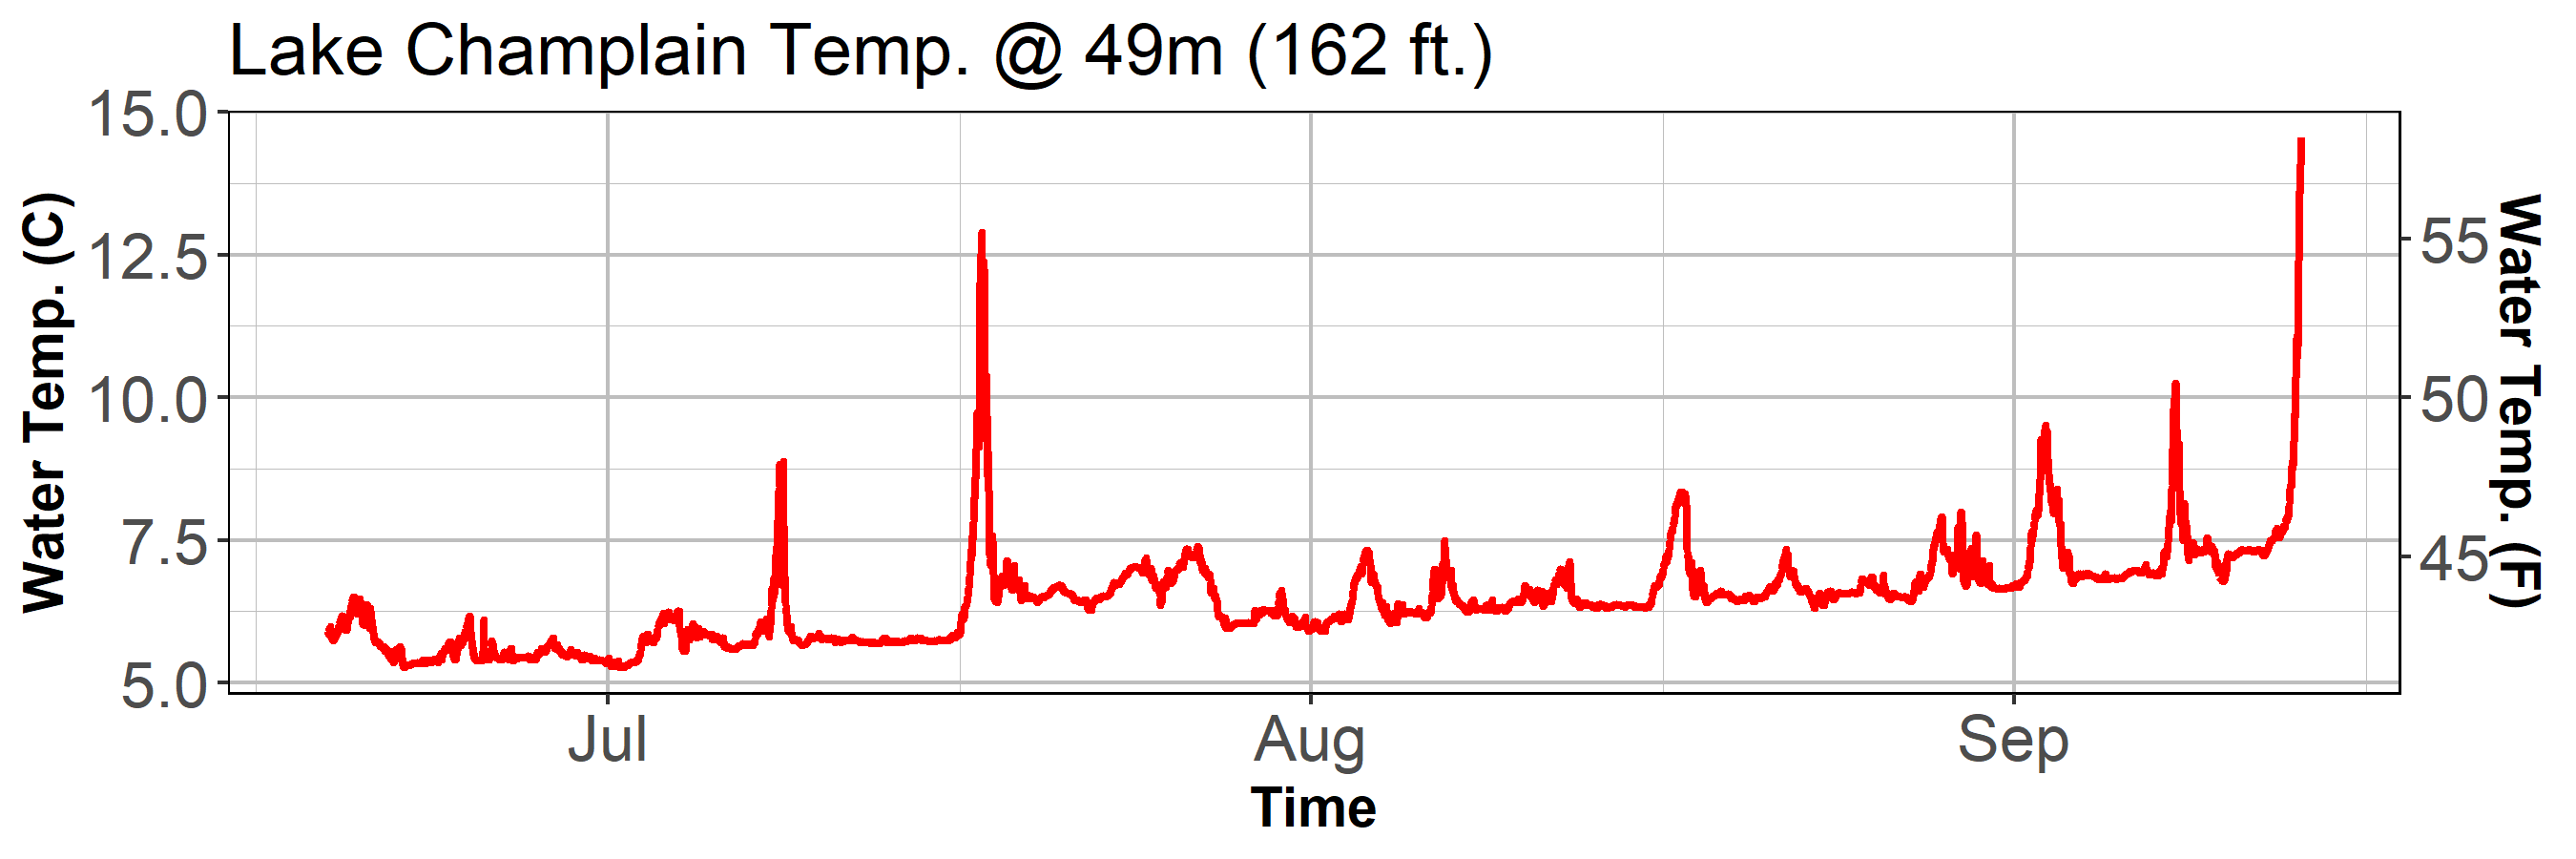 Lake Champlain Temp. @ 49m (162 ft.)
15.0
12.5
10.0
7.5
5.0
Water Temp. (C)
55
50
45
Water Temp. (F)
Jul Aug Sep
Time